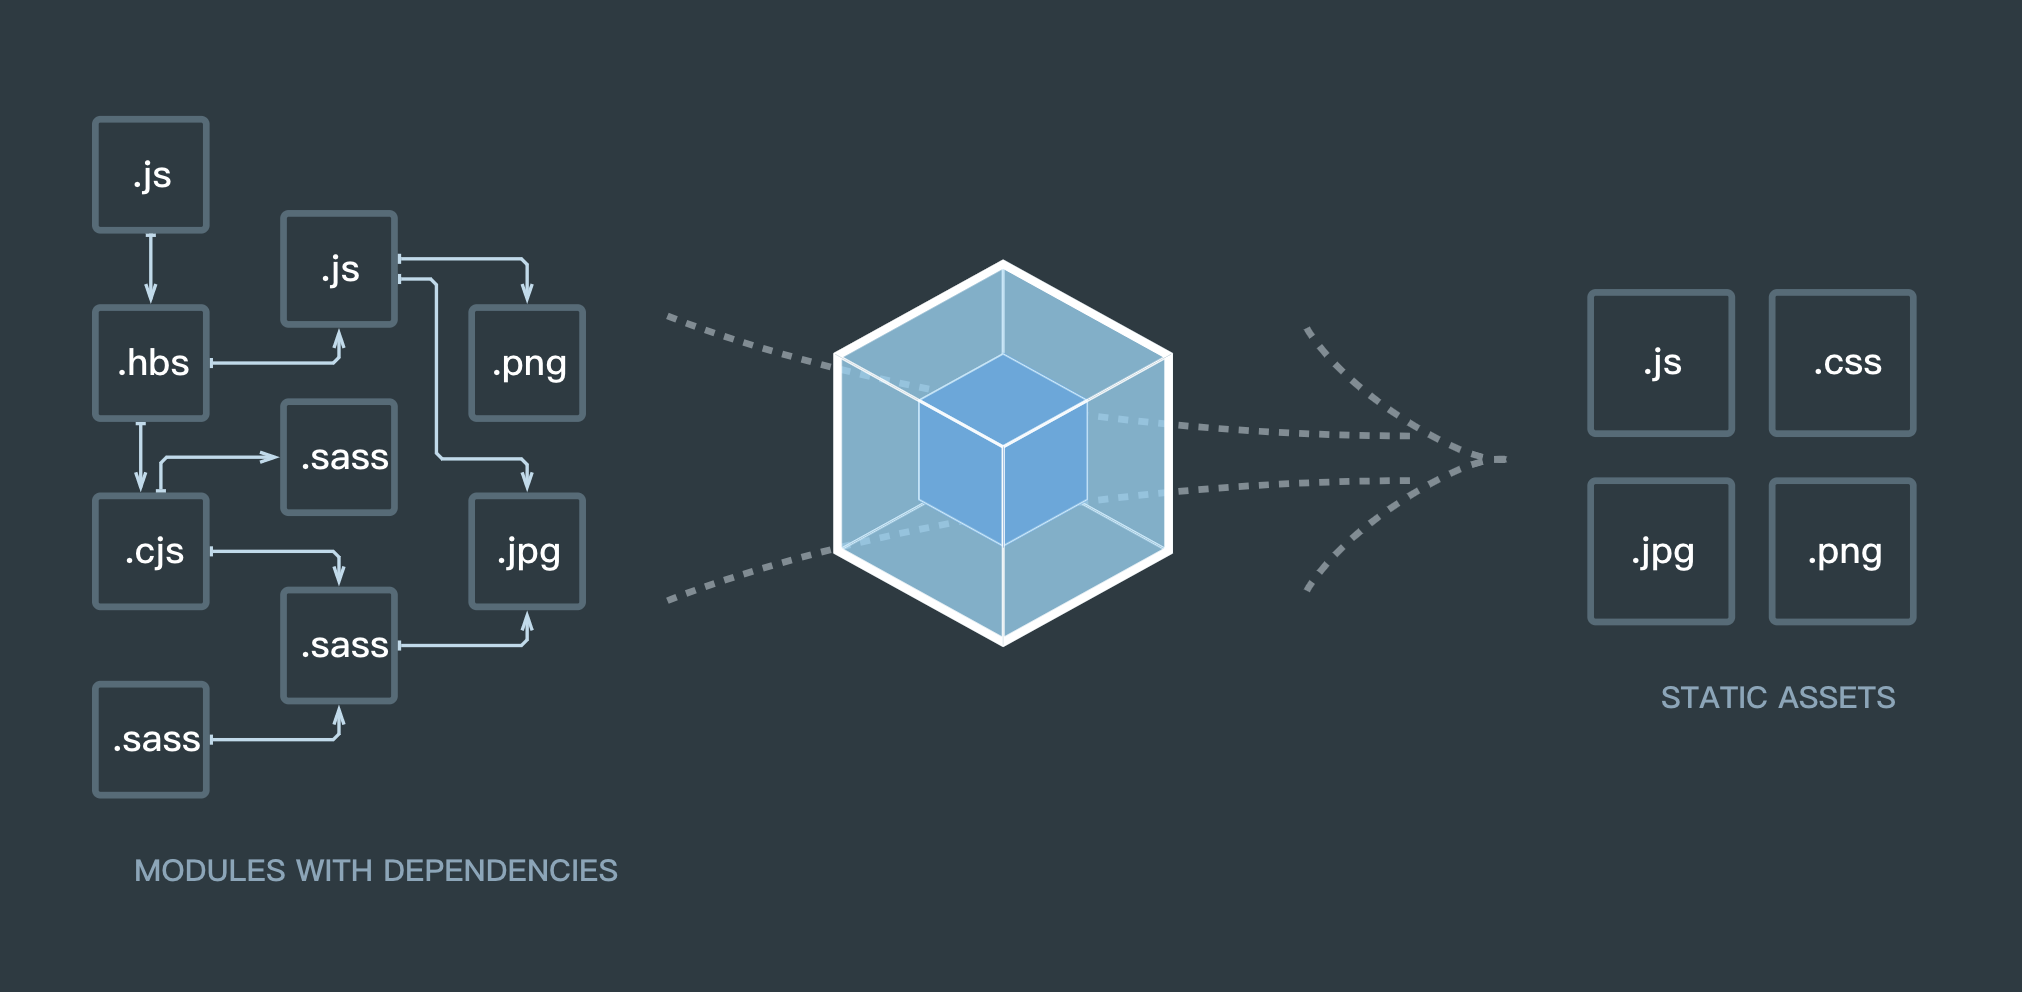 .js
.js
.hbs
.png
.sass
.cjs
.jpg
.sass
.sass
MODULES WITH DEPENDENCIES
.js
.css
.jpg
.png
STATIC ASSETS